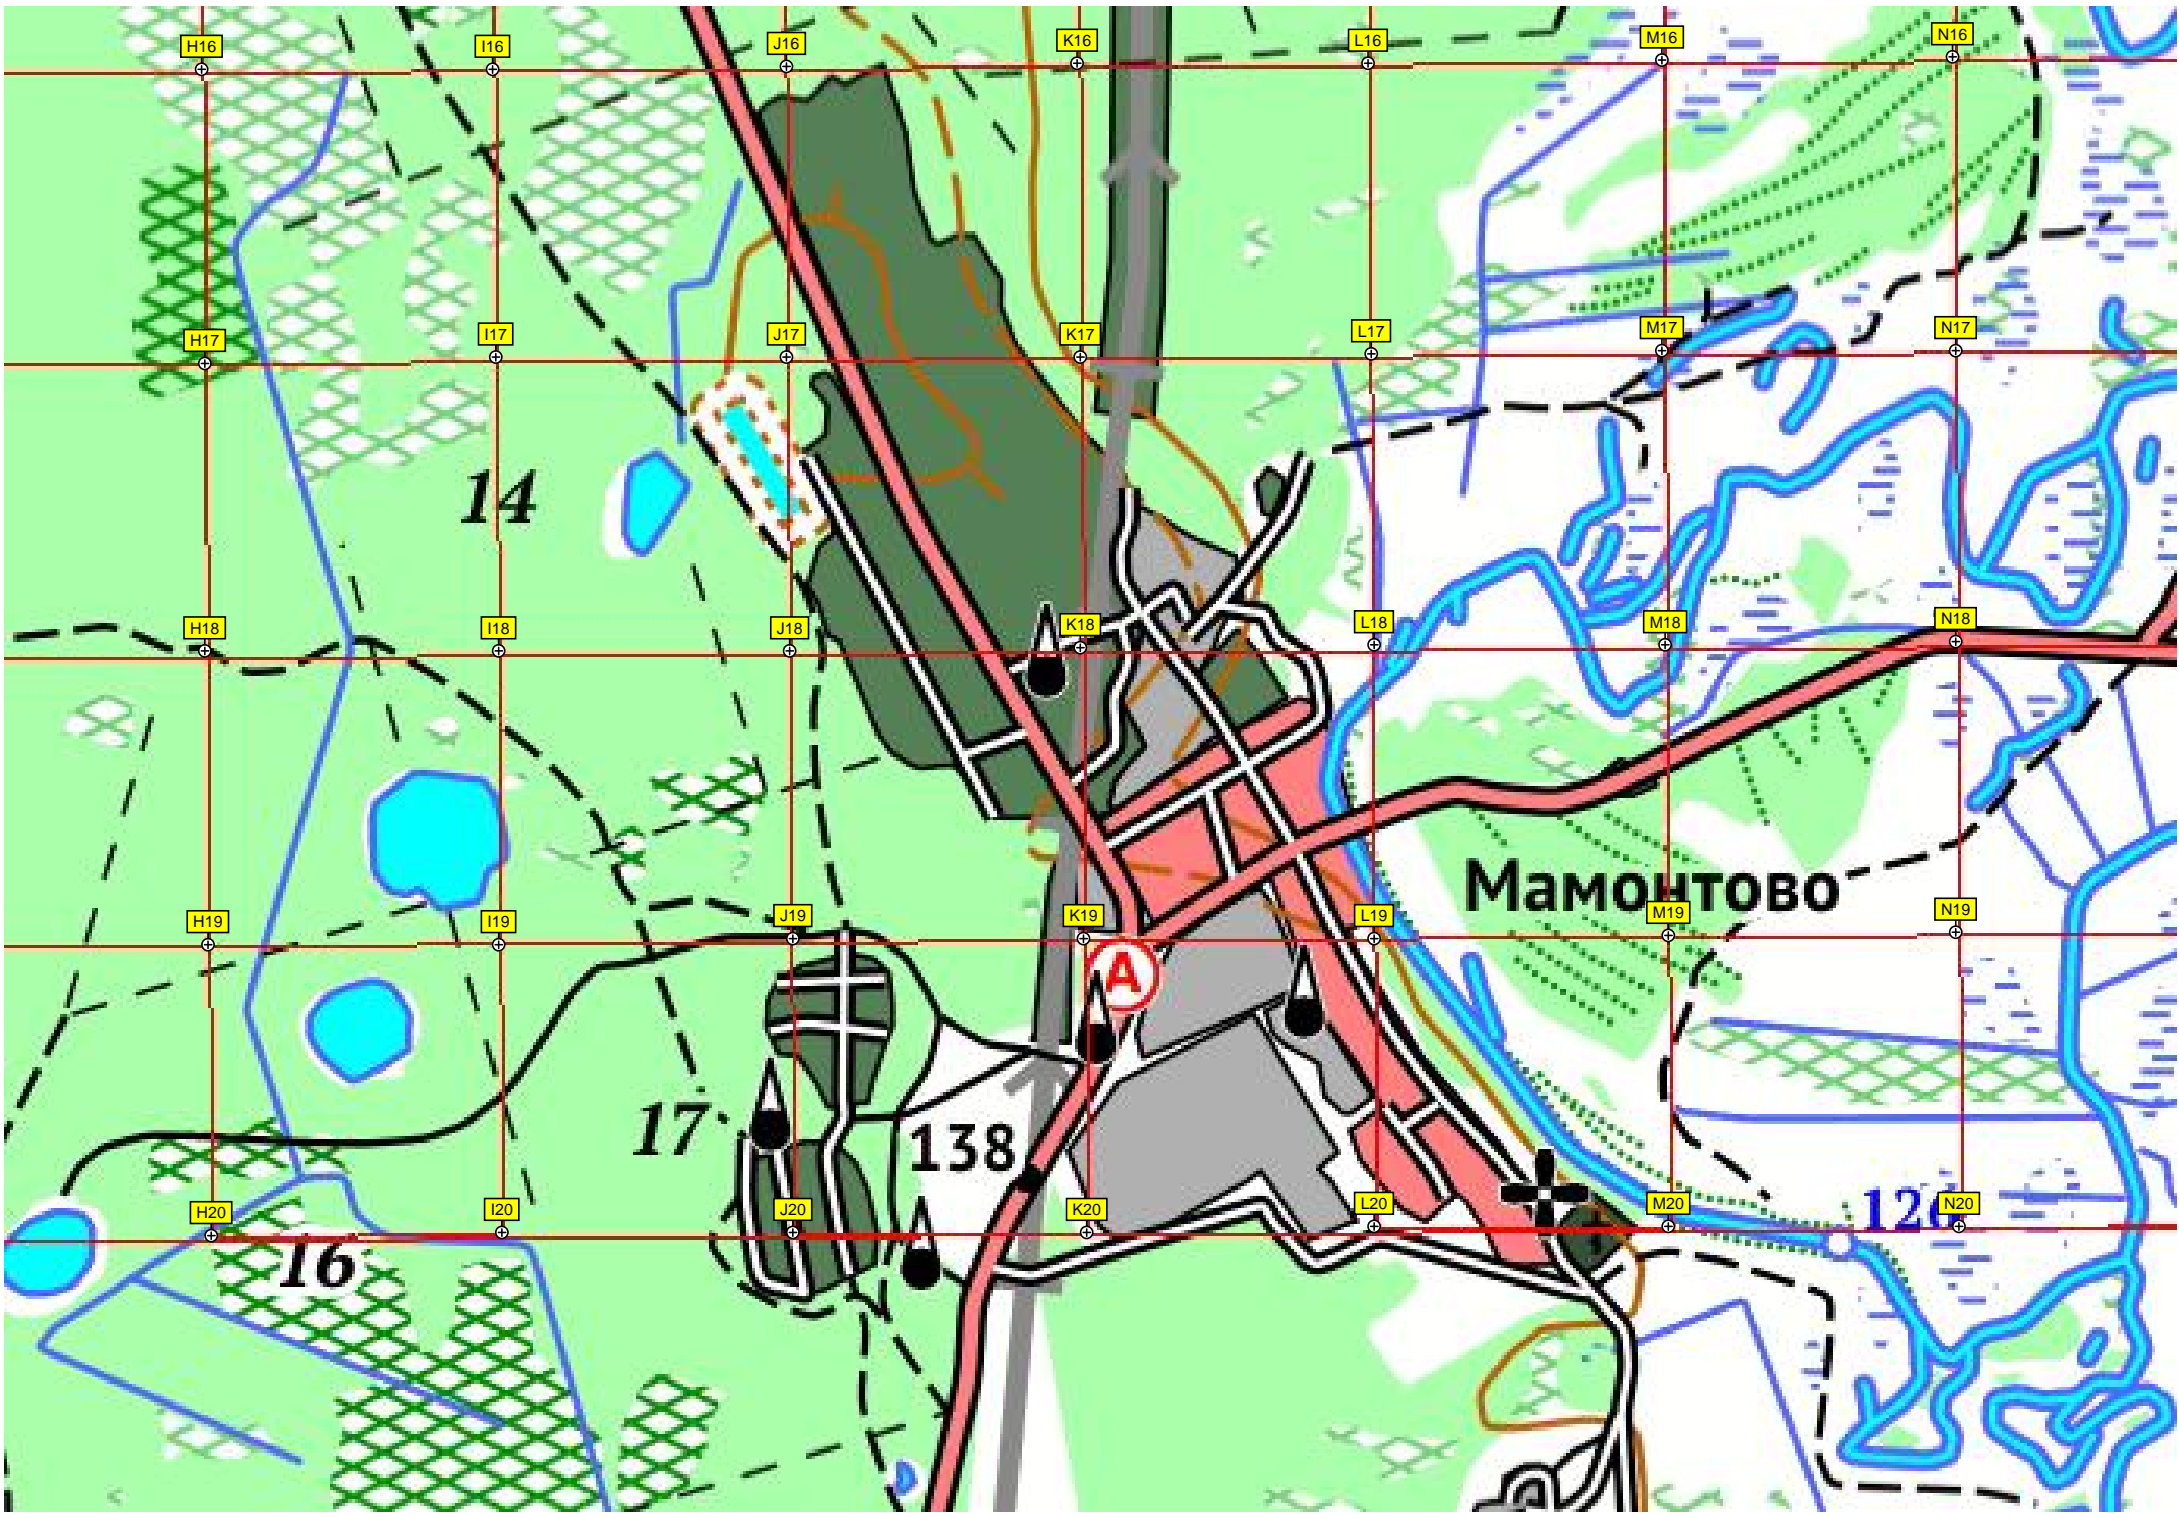 H16 I16 J16 K16 L16 M16 N16
H17 I17 J17 K17 L17 M17 N17
14
H18 I18 J18 K18 L18 M18 N18
Мамонтово
H19 I19 J19 K19 L19 M19 N19
А
17
138
H20 I20 J20 K20 L20 M20 126 N20
16